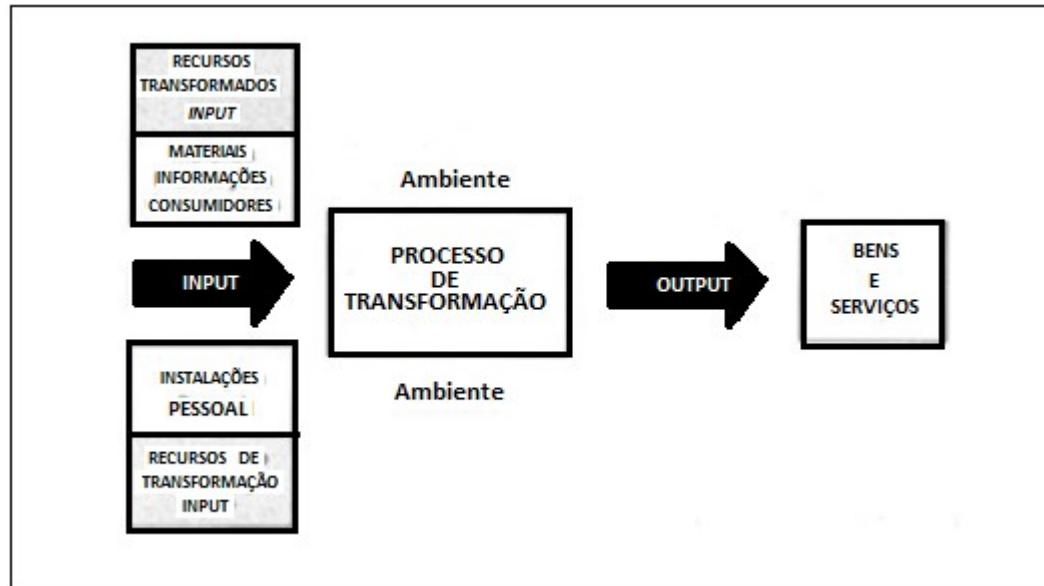 RECURSOS
TRANSFORMADOS
INPUT
MATERIAIS
INFORMAÇÕES
CONSUMIDORES
INPUT
INSTALAÇÕES
PESSOAL
RECURSOS DE
TRANSFORMAÇÃO
INPUT
Ambiente
PROCESSO
DE
TRANSFORMAÇÃO
Ambiente
OUTPUT
BENS
E
SERVIÇOS